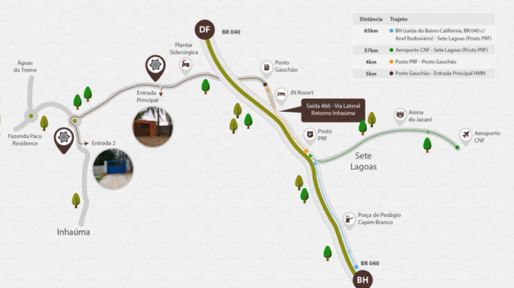 DF
BR 040
Distância Trajeto
65km BH (saída do Bairro Califórnia, BR 040 c/
Anel Rodoviário) - Sete Lagoas (Posto PRF)
57km Aeroporto CNF - Sete Lagoas (Posto PRF)
4km Posto PRF - Posto Gauchão
5km Posto Gauchão - Entrada Principal HMN
Plantar
Siderúrgica
Posto
Gauchão
Águas
do Treme
Entrada
Principal
JN Resort
Saída 466 - Via Lateral
Retorno Inhaúma
Arena
do Jacaré
Posto
PRF
Aeroporto
CNF
Fazenda Pacu
Residence
Entrada 2
Sete
Lagoas
Praça de Pedágio
Capim Branco
Inhaúma
BR 040
BH